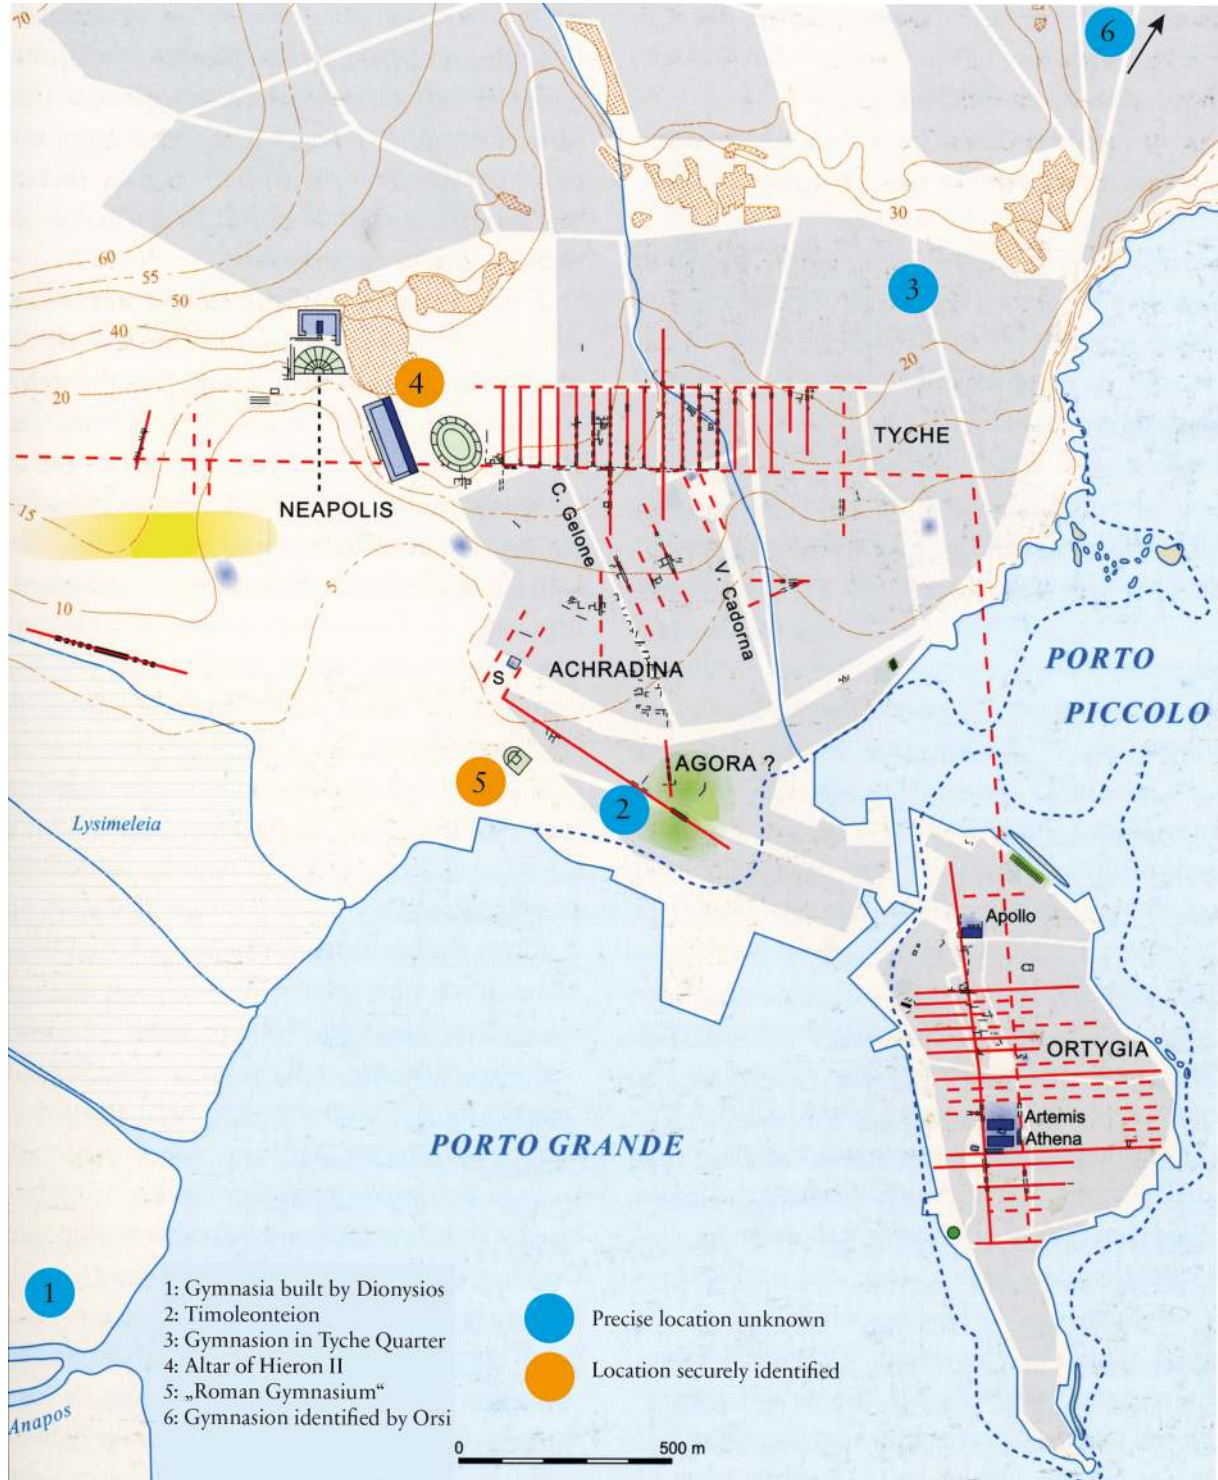 70
6
60
55
50
40
30
3
20
20
4
TYCHE
NEAPOLIS
C. Gelone
15
5
V. Cadorna
10
ACHRADINA
S
PORTO
PICCOLO
AGORA ?
5
2
Lysimeleia
Apollo
ORTYGIA
Artemis
Athena
PORTO GRANDE
1
1: Gymnasia built by Dionysios
2: Timoleonteion
3: Gymnasion in Tyche Quarter
4: Altar of Hieron II
5: „Roman Gymnasium“
6: Gymnasion identified by Orsi
Precise location unknown
Location securely identified
Anapos
0 500 m